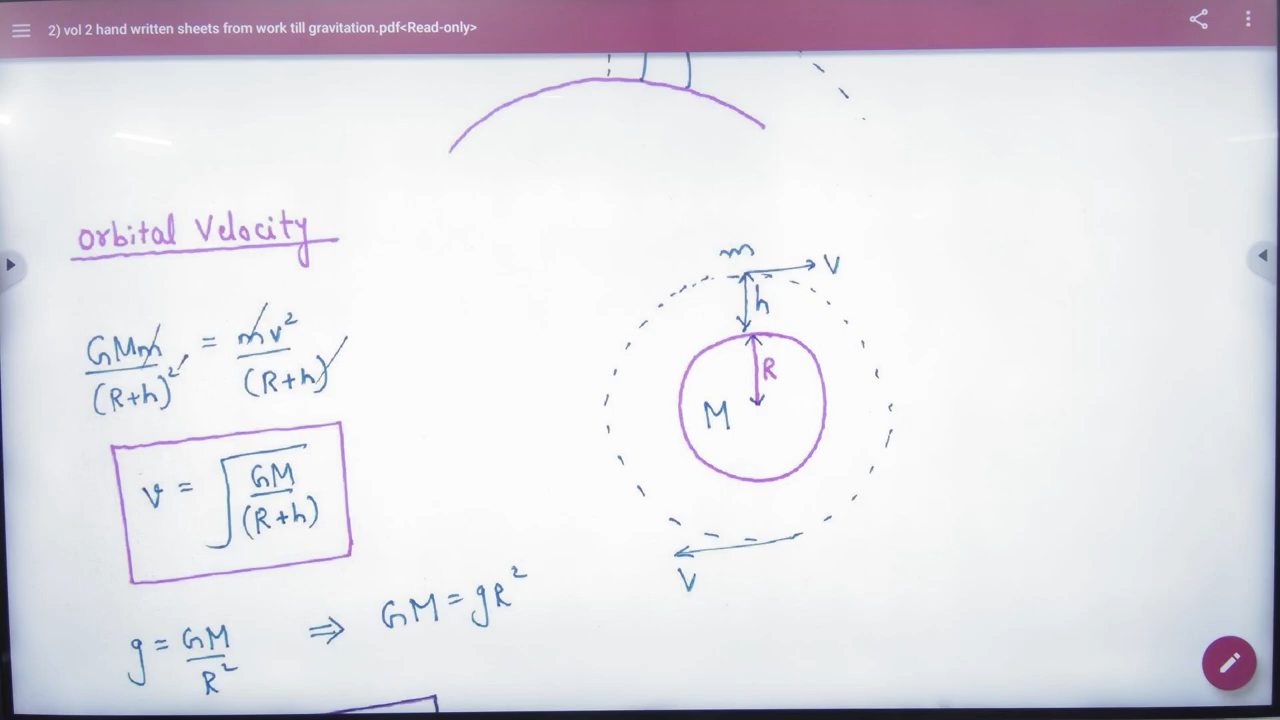 2) vol 2 hand written sheets from work till gravitation.pdf<Read-only>
Orbital Velocity
m
V
h
GMm/(R+h)² = mv²/(R+h)
R
M
v = √(GM/(R+h))
V
g = GM/R² ⇒ GM = gR²